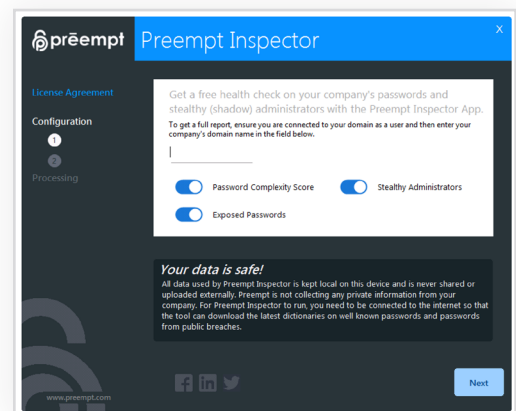 prēempt
Preempt Inspector
X
License Agreement
Configuration
1
2
Processing
Get a free health check on your company's passwords and
stealthy (shadow) administrators with the Preempt Inspector App.
To get a full report, ensure you are connected to your domain as a user and then enter your
company's domain name in the field below.
Password Complexity Score
Stealthy Administrators
Exposed Passwords
Your data is safe!
All data used by Preempt Inspector is kept local on this device and is never shared or
uploaded externally. Preempt is not collecting any private information from your
company. For Preempt Inspector to run, you need to be connected to the internet so that
the tool can download the latest dictionaries on well known passwords and passwords
from public breaches.
f in
Next
www.preempt.com